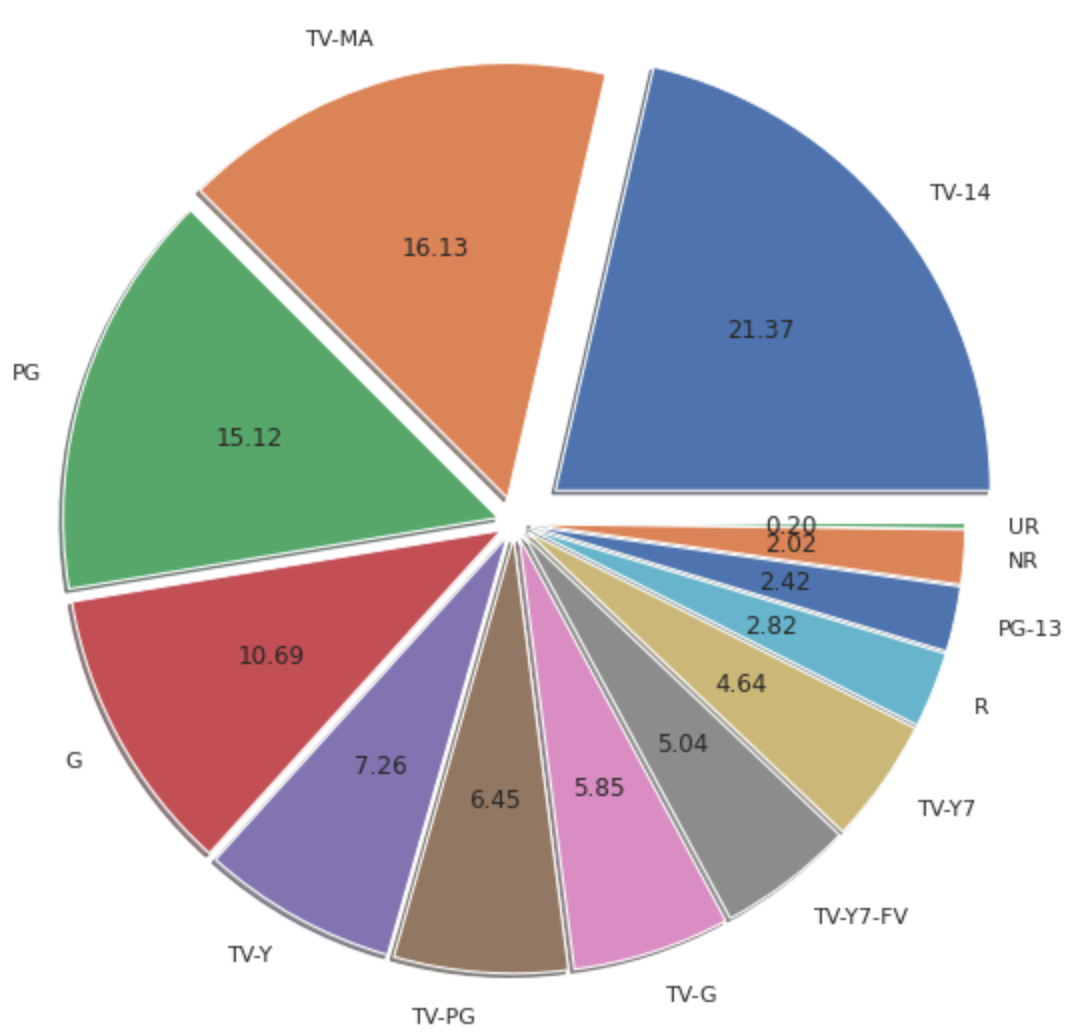 TV-MA
TV-14
16.13
21.37
PG
15.12
0.20
UR
2.02
NR
2.42
2.82
PG-13
10.69
4.64
R
5.04
G
7.26
5.85
6.45
TV-Y7
TV-Y7-FV
TV-Y
TV-G
TV-PG